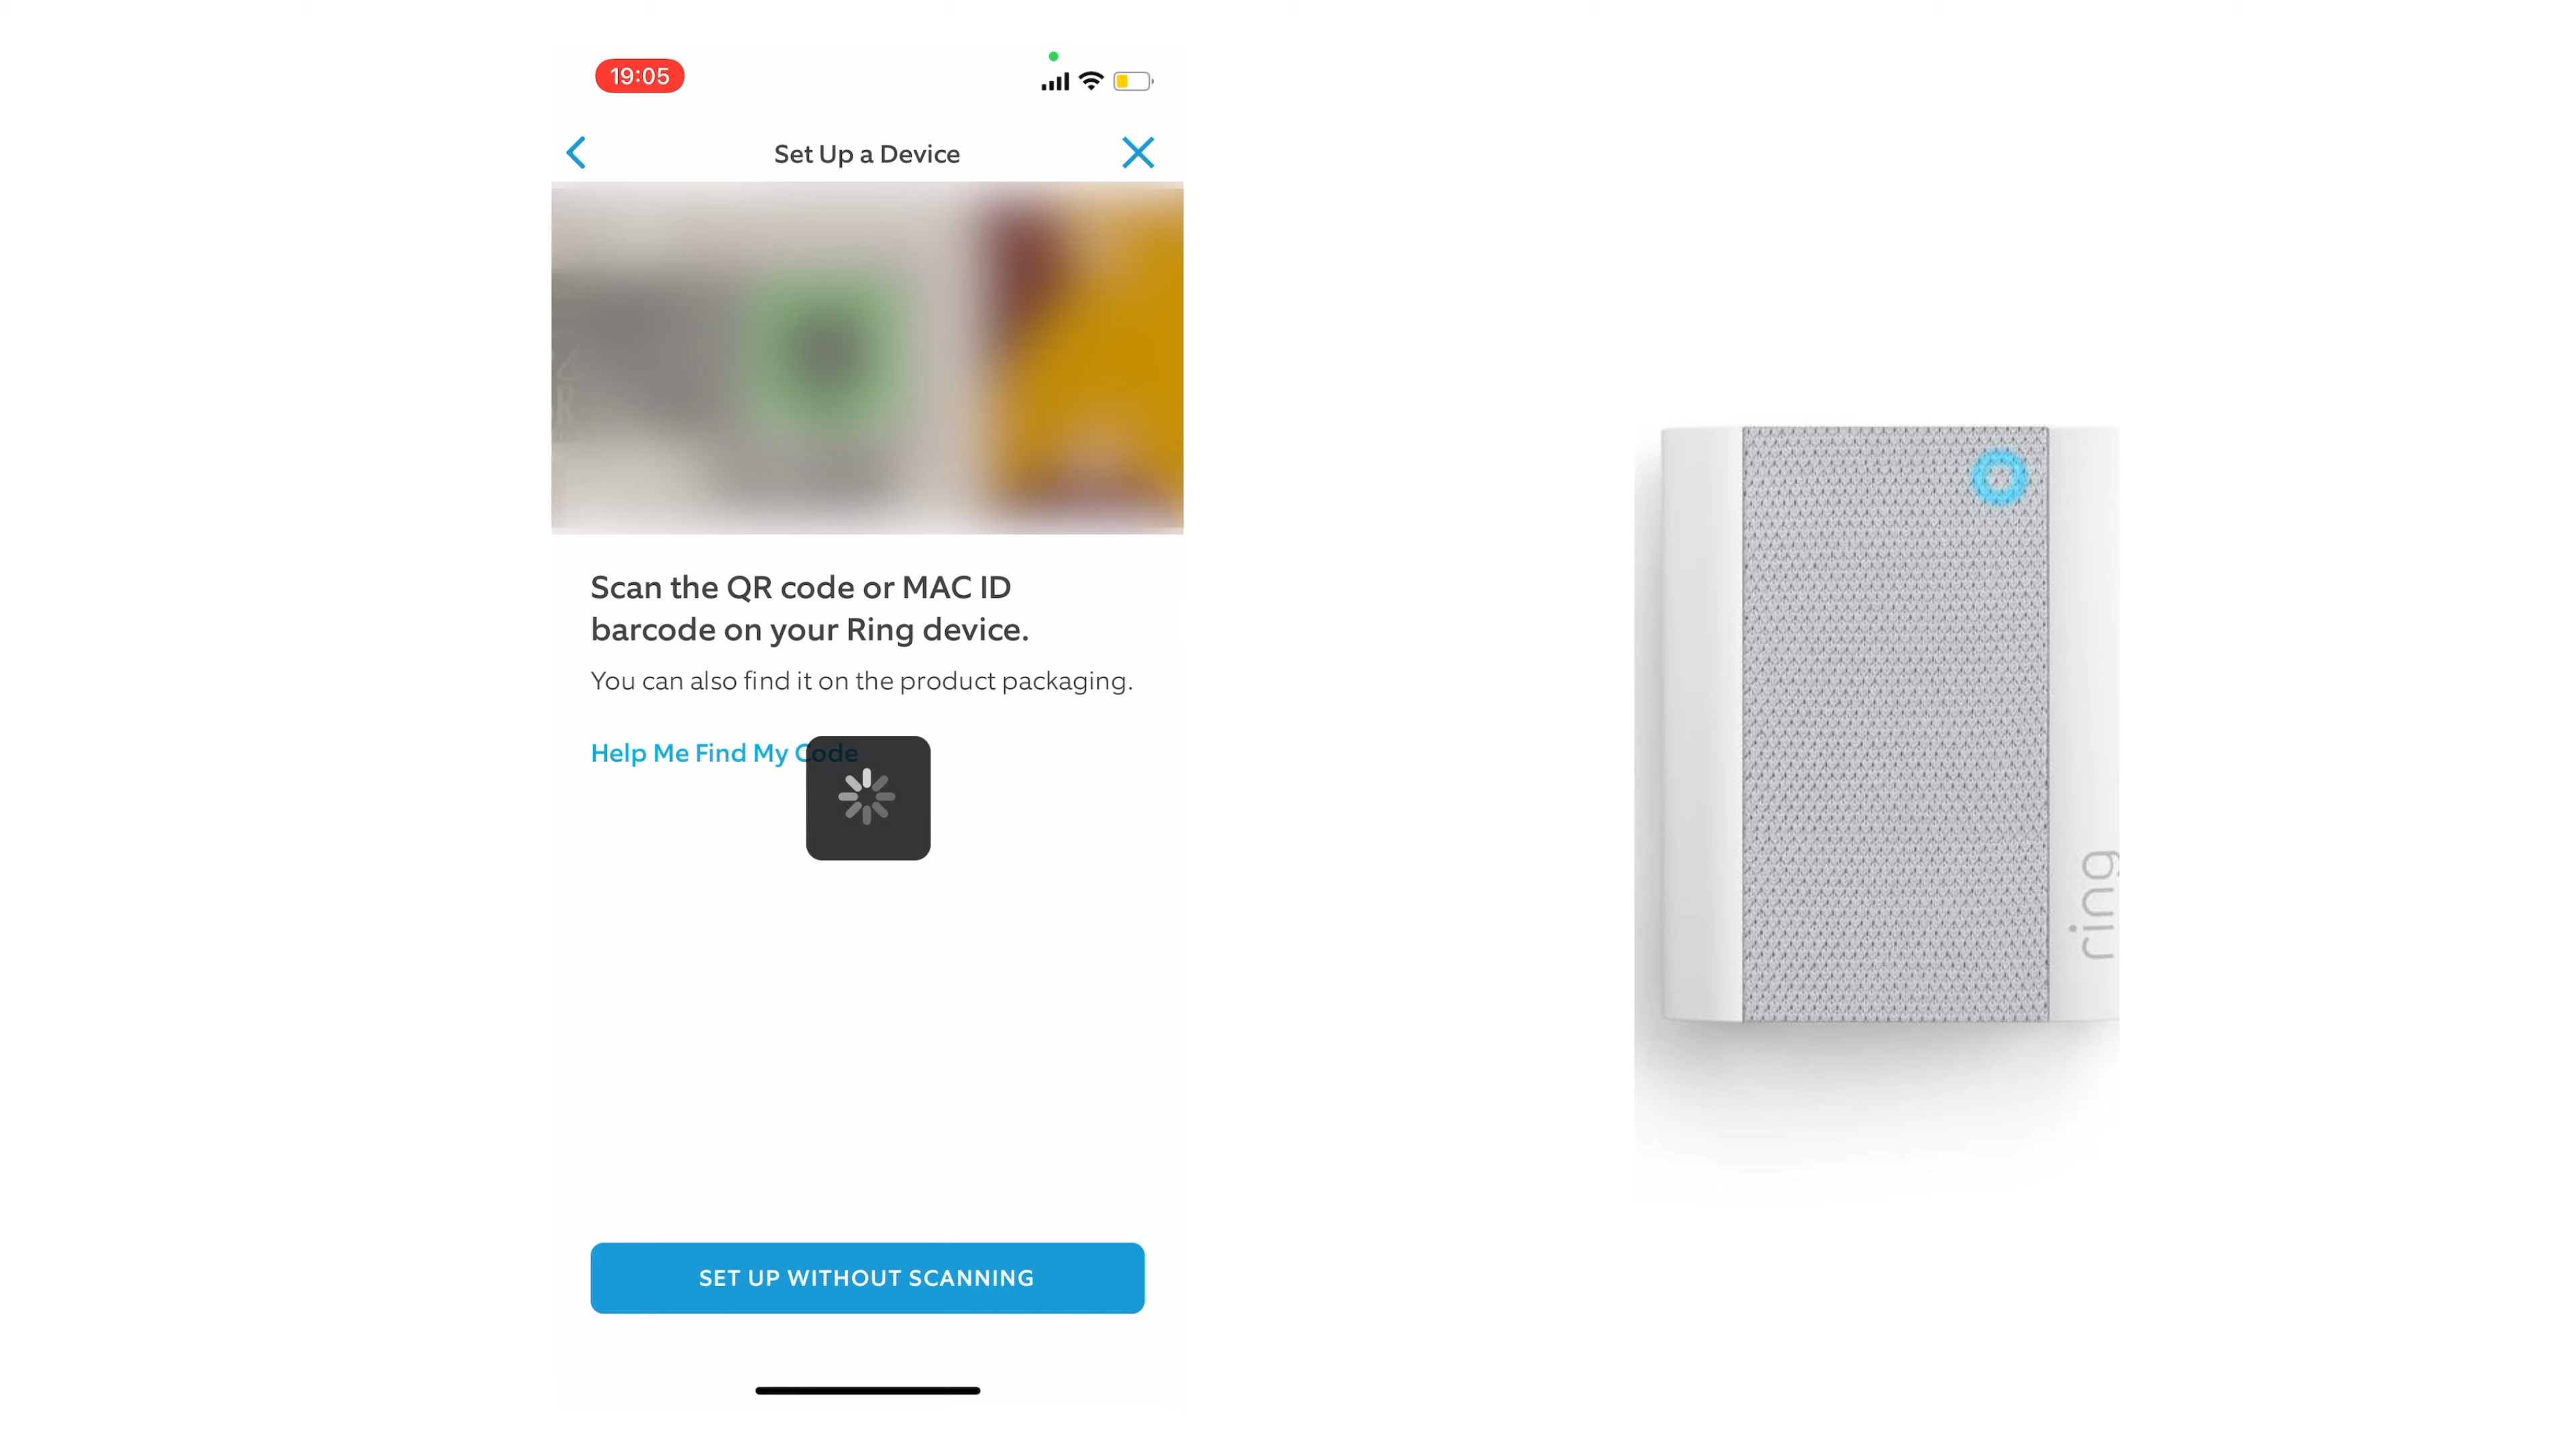 19:05
Set Up a Device
Scan the QR code or MAC ID
barcode on your Ring device.
You can also find it on the product packaging.
Help Me Find My Code
SET UP WITHOUT SCANNING
ring